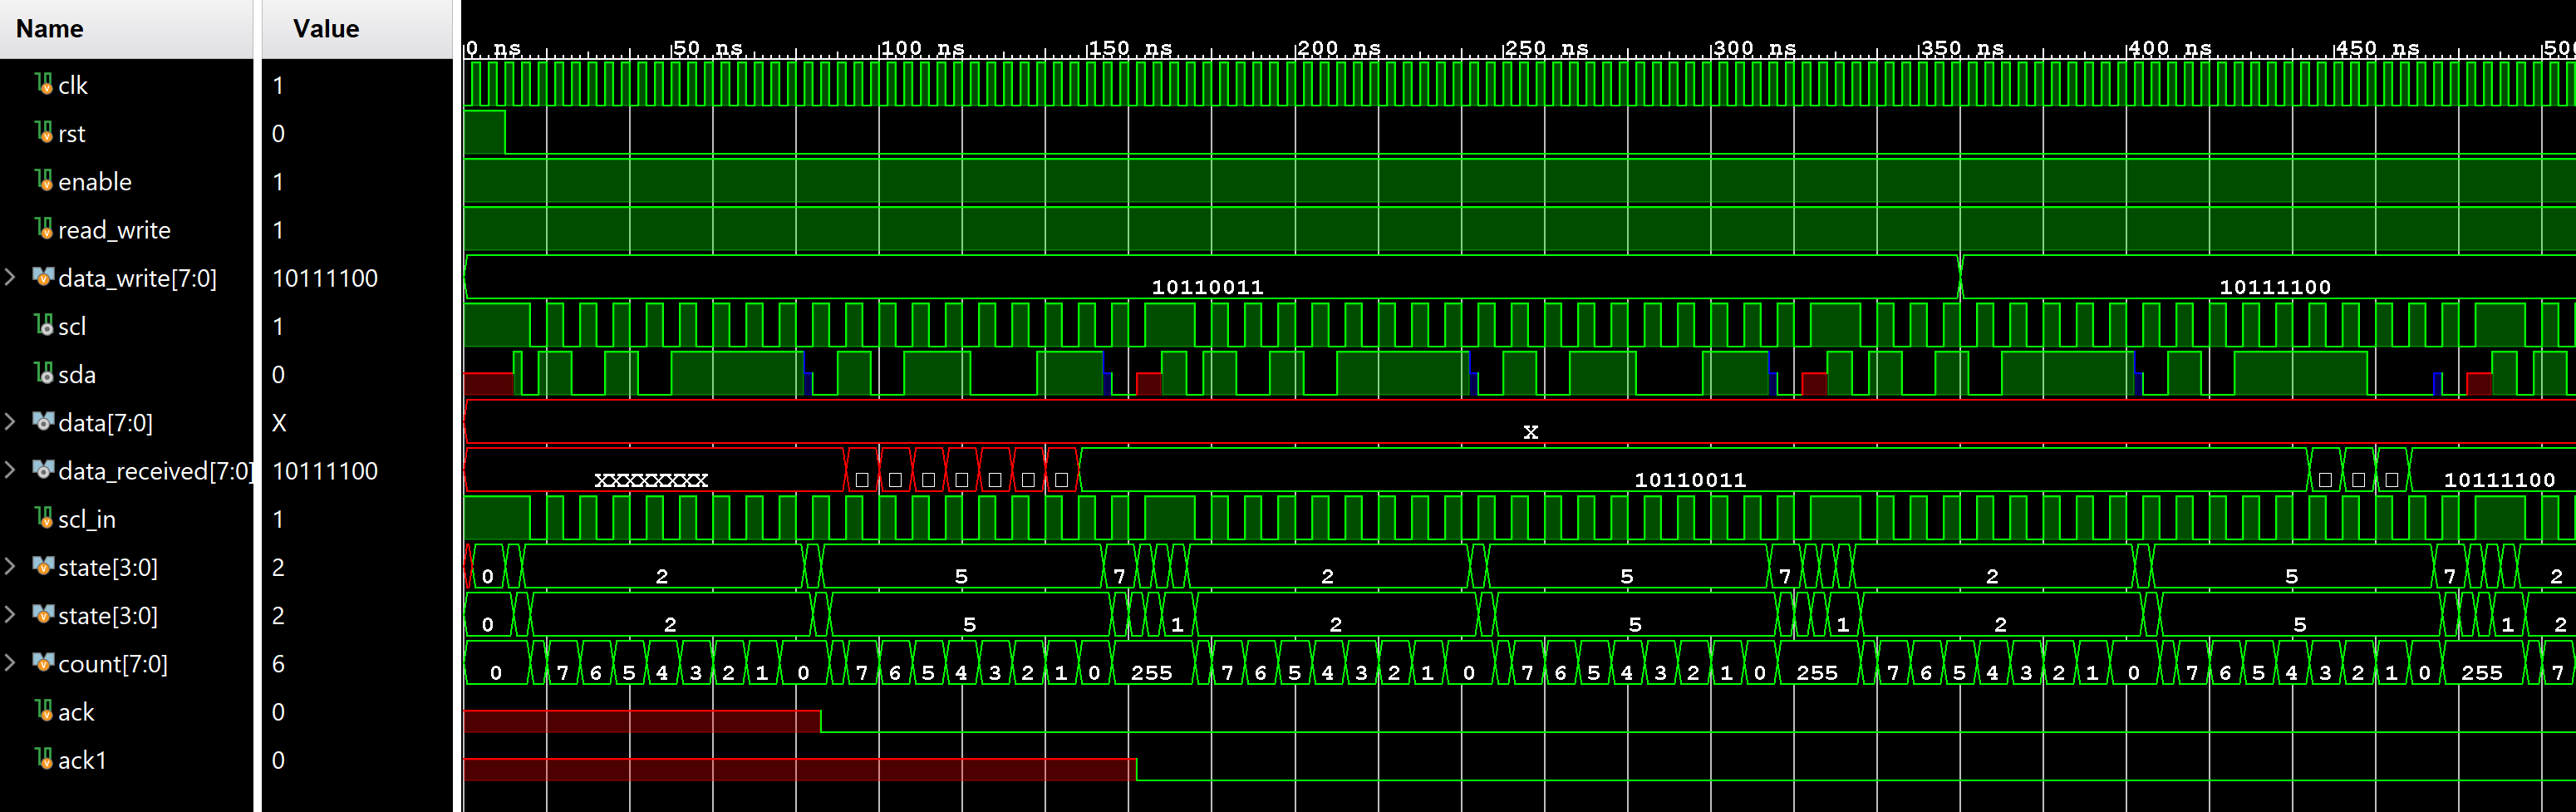 Name Value
0 ns 50 ns 100 ns 150 ns 200 ns 250 ns 300 ns 350 ns 400 ns 450 ns 500
clk 1
rst 0
enable 1
read_write 1
data_write[7:0] 10111100 10110011 10111100
scl 1
sda 0
data[7:0] X X
data_received[7:0] 10111100 XXXXXXXX 10110011 10111100
scl_in 1
state[3:0] 2 0 2 5 7 2 5 7 2 5 7 2
state[3:0] 2 0 2 5 1 2 5 1 2 5 1 2
count[7:0] 6 0 7 6 5 4 3 2 1 0 7 6 5 4 3 2 1 0 255 7 6 5 4 3 2 1 0 7 6 5 4 3 2 1 0 255 7 6 5 4 3 2 1 0 7 6 5 4 3 2 1 0 255 7
ack 0
ack1 0